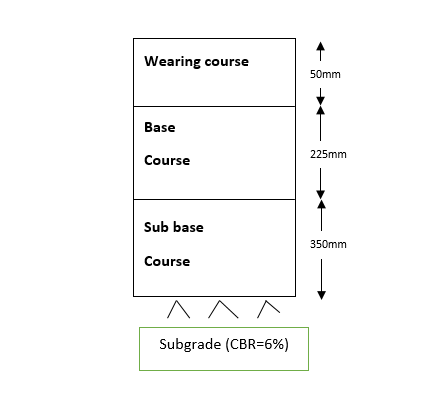 Wearing course
50mm
Base
Course
225mm
Sub base
Course
350mm
Subgrade (CBR=6%)